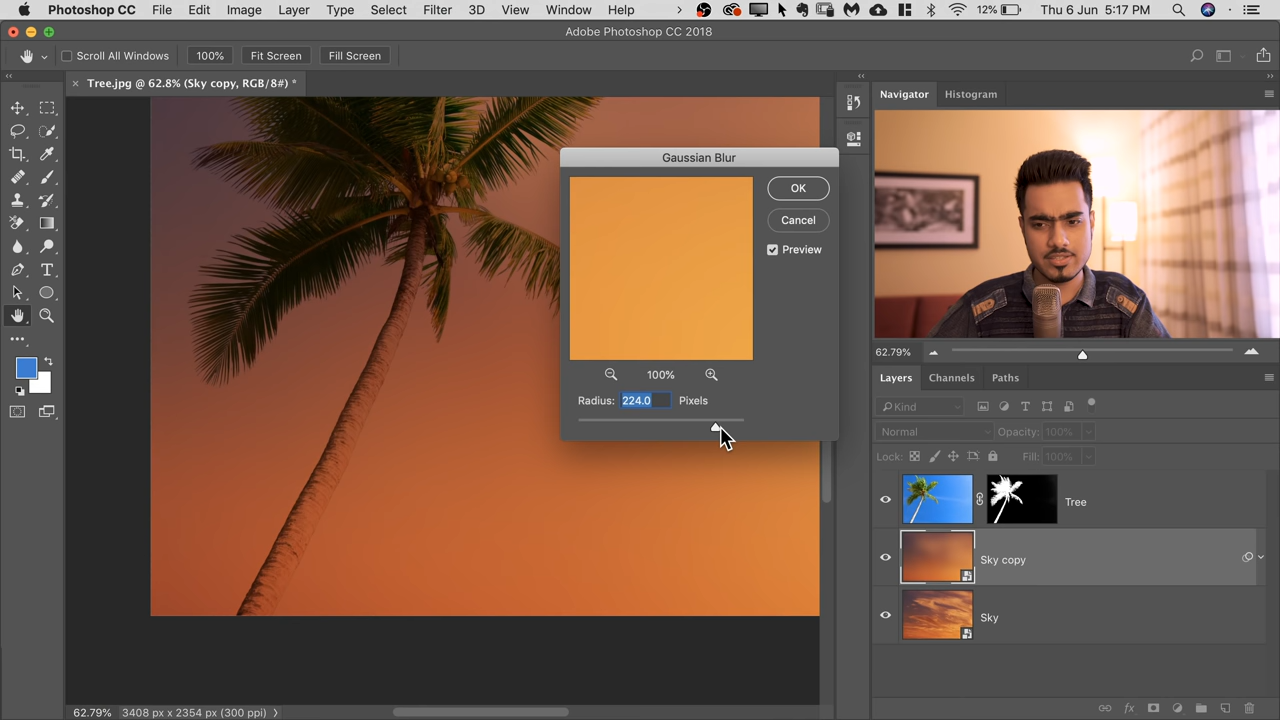 Photoshop CC File Edit Image Layer Type Select Filter 3D View Window Help 12% Thu 6 Jun 5:17 PM
Adobe Photoshop CC 2018
Scroll All Windows 100% Fit Screen Fill Screen
Tree.jpg @ 62.8% (Sky copy, RGB/8#) *
Navigator Histogram
Gaussian Blur
OK
Cancel
Preview
100%
Radius: 224.0 Pixels
62.79%
Layers Channels Paths
Kind
Normal Opacity: 100%
Lock: Fill: 100%
Tree
Sky copy
Sky
62.79% 3408 px x 2354 px (300 ppi)